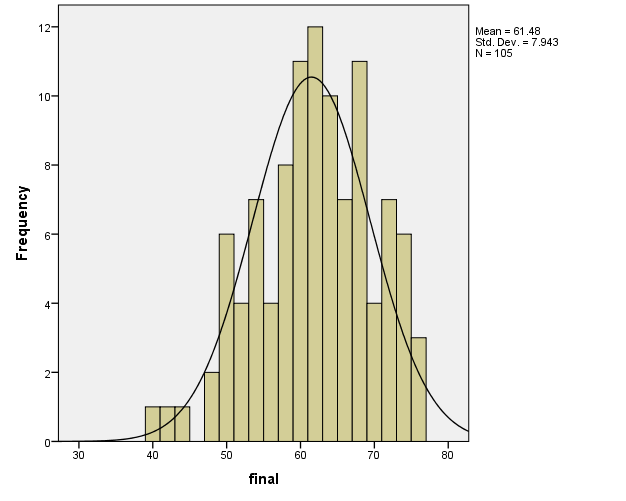 Mean = 61.48
Std. Dev. = 7.943
N = 105
12
10
8
6
4
2
0
Frequency
30 40 50 60 70 80
final